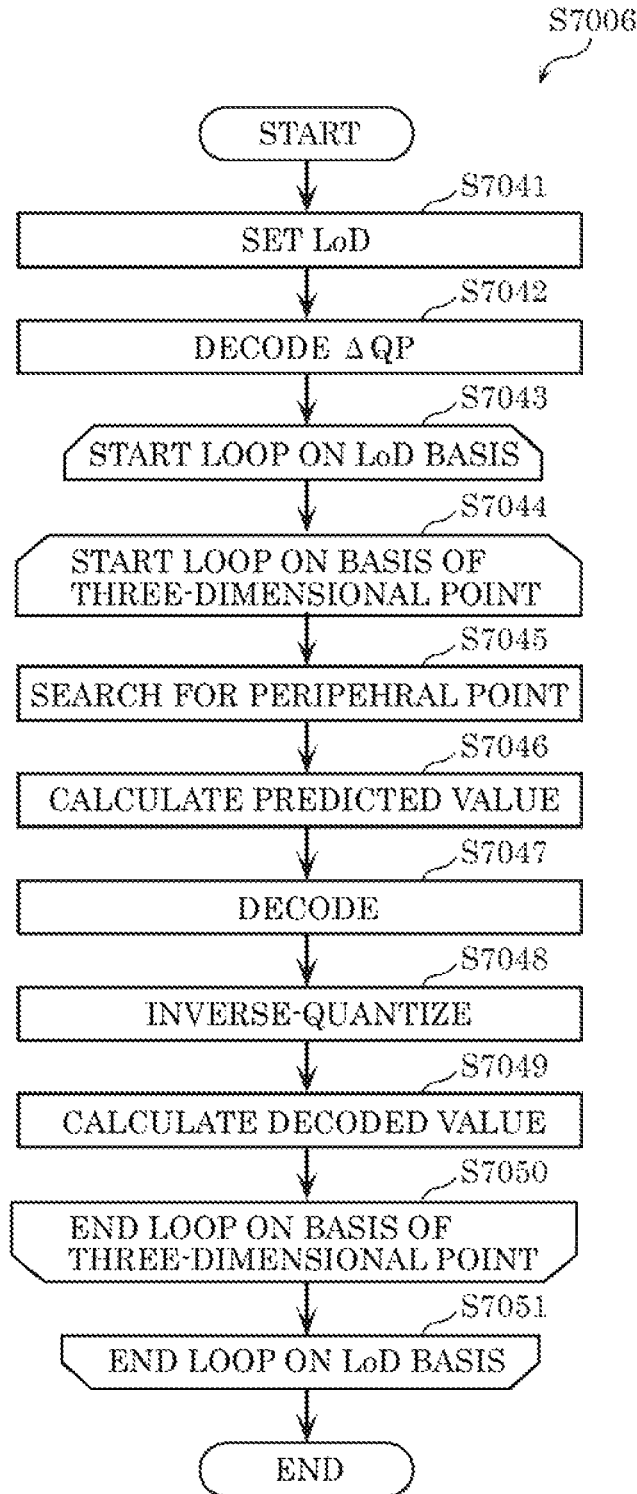 S7006
START
S7041
SET LoD
S7042
DECODE Δ QP
S7043
START LOOP ON LoD BASIS
S7044
START LOOP ON BASIS OF
THREE-DIMENSIONAL POINT
S7045
SEARCH FOR PERIPEHRAL POINT
S7046
CALCULATE PREDICTED VALUE
S7047
DECODE
S7048
INVERSE-QUANTIZE
S7049
CALCULATE DECODED VALUE
S7050
END LOOP ON BASIS OF
THREE-DIMENSIONAL POINT
S7051
END LOOP ON LoD BASIS
END